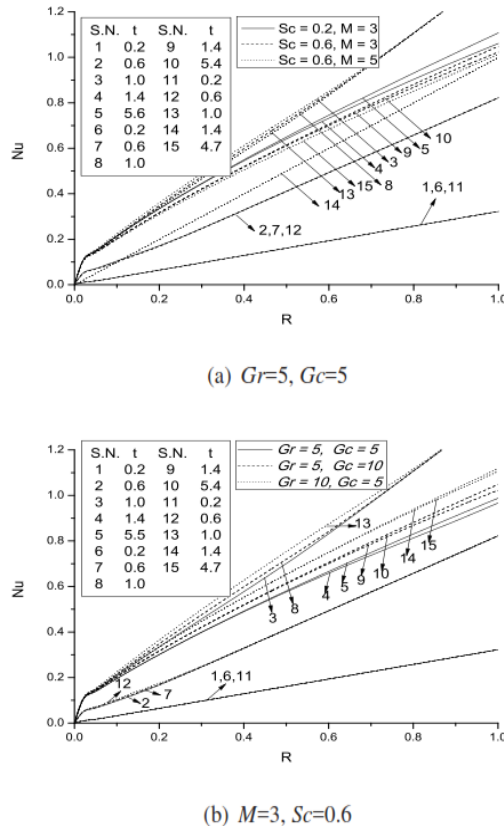 1.2
1.0
0.8
0.6
0.4
0.2
0.0
Nu
S.N. t S.N. t
1 0.2 9 1.4
2 0.6 10 5.4
3 1.0 11 0.2
4 1.4 12 0.6
5 5.6 13 1.0
6 0.2 14 1.4
7 0.6 15 4.7
8 1.0
Sc = 0.2, M = 3
Sc = 0.6, M = 3
Sc = 0.6, M = 5
10
5
9
3
4
8
15
13
14
2,7,12
1,6,11
0.0 0.2 0.4 0.6 0.8 1.0
R
(a) Gr=5, Gc=5
1.2
1.0
0.8
0.6
0.4
0.2
0.0
Nu
S.N. t S.N. t
1 0.2 9 1.4
2 0.6 10 5.4
3 1.0 11 0.2
4 1.4 12 0.6
5 5.5 13 1.0
6 0.2 14 1.4
7 0.6 15 4.7
8 1.0
Gr = 5, Gc = 5
Gr = 5, Gc =10
Gr = 10, Gc = 5
13
15
14
10
9
5
4
8
3
12
7
2
1,6,11
0.0 0.2 0.4 0.6 0.8 1.0
R
(b) M=3, Sc=0.6